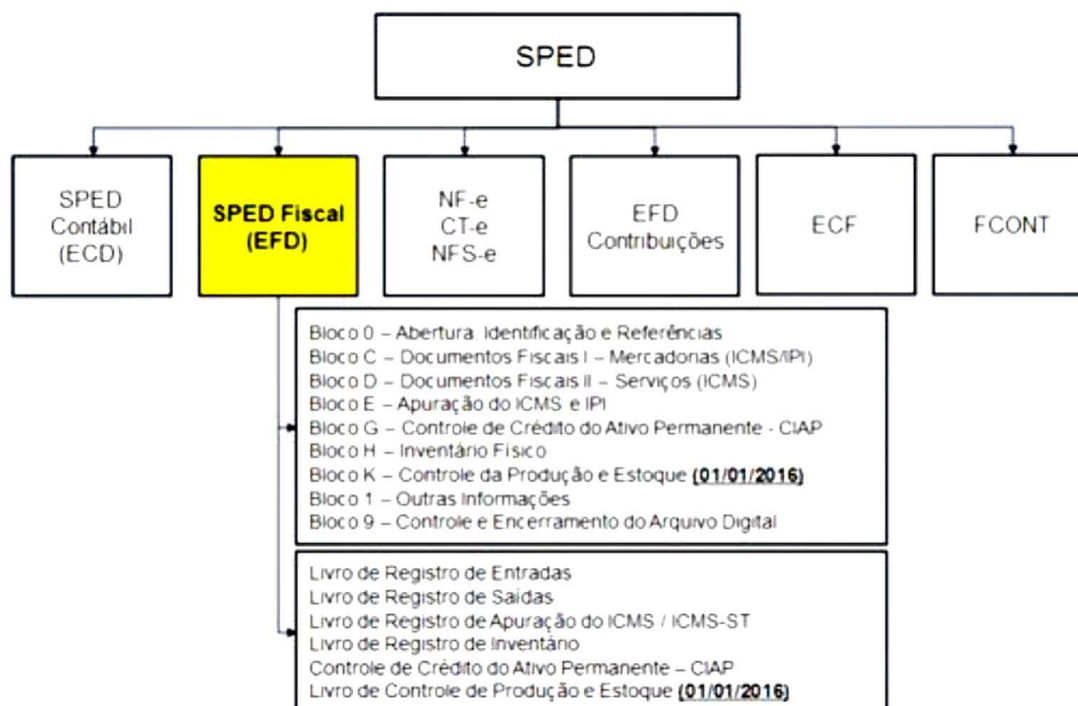 SPED
SPED
Contábil
(ECD)
SPED Fiscal
(EFD)
NF-e
CT-e
NFS-e
EFD
Contribuições
ECF
FCONT
Bloco 0 – Abertura. Identificação e Referências
Bloco C – Documentos Fiscais I – Mercadorias (ICMS/IPI)
Bloco D – Documentos Fiscais II – Serviços (ICMS)
Bloco E – Apuração do ICMS e IPI
Bloco G – Controle de Crédito do Ativo Permanente - CIAP
Bloco H – Inventário Físico
Bloco K – Controle da Produção e Estoque (01/01/2016)
Bloco 1 – Outras Informações
Bloco 9 – Controle e Encerramento do Arquivo Digital
Livro de Registro de Entradas
Livro de Registro de Saídas
Livro de Registro de Apuração do ICMS / ICMS-ST
Livro de Registro de Inventário
Controle de Crédito do Ativo Permanente – CIAP
Livro de Controle de Produção e Estoque (01/01/2016)